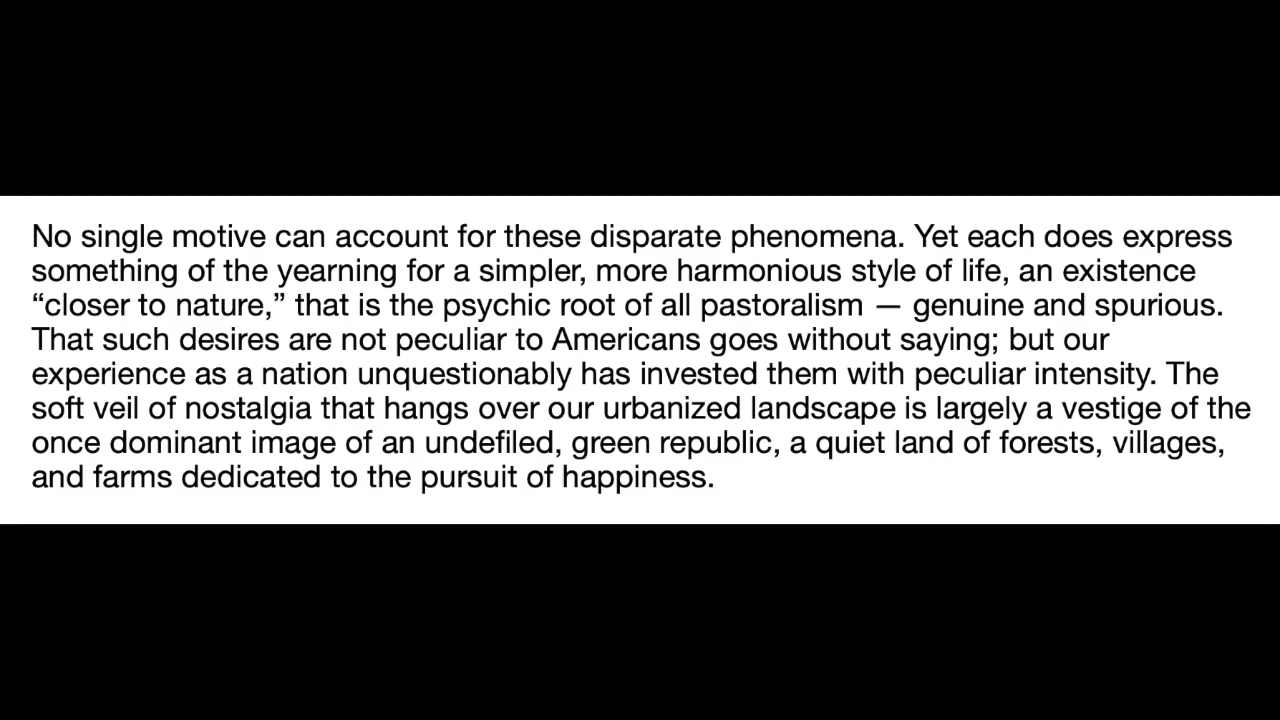 No single motive can account for these disparate phenomena. Yet each does express
something of the yearning for a simpler, more harmonious style of life, an existence
“closer to nature,” that is the psychic root of all pastoralism — genuine and spurious.
That such desires are not peculiar to Americans goes without saying; but our
experience as a nation unquestionably has invested them with peculiar intensity. The
soft veil of nostalgia that hangs over our urbanized landscape is largely a vestige of the
once dominant image of an undefiled, green republic, a quiet land of forests, villages,
and farms dedicated to the pursuit of happiness.